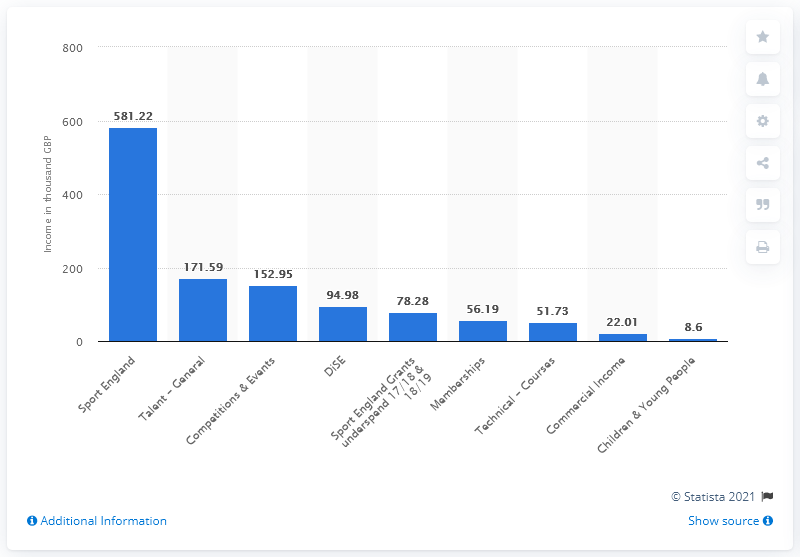 800
600
400
200
0
Income in thousand GBP
581.22
171.59
152.95
94.98
78.28
56.19
51.73
22.01
8.6
Sport England
Talent – General
Competitions & Events
DiSE
Sport England Grants
underspend 17/18 &
18/19
Memberships
Technical – Courses
Commercial Income
Children & Young People
© Statista 2021
Additional Information
Show source